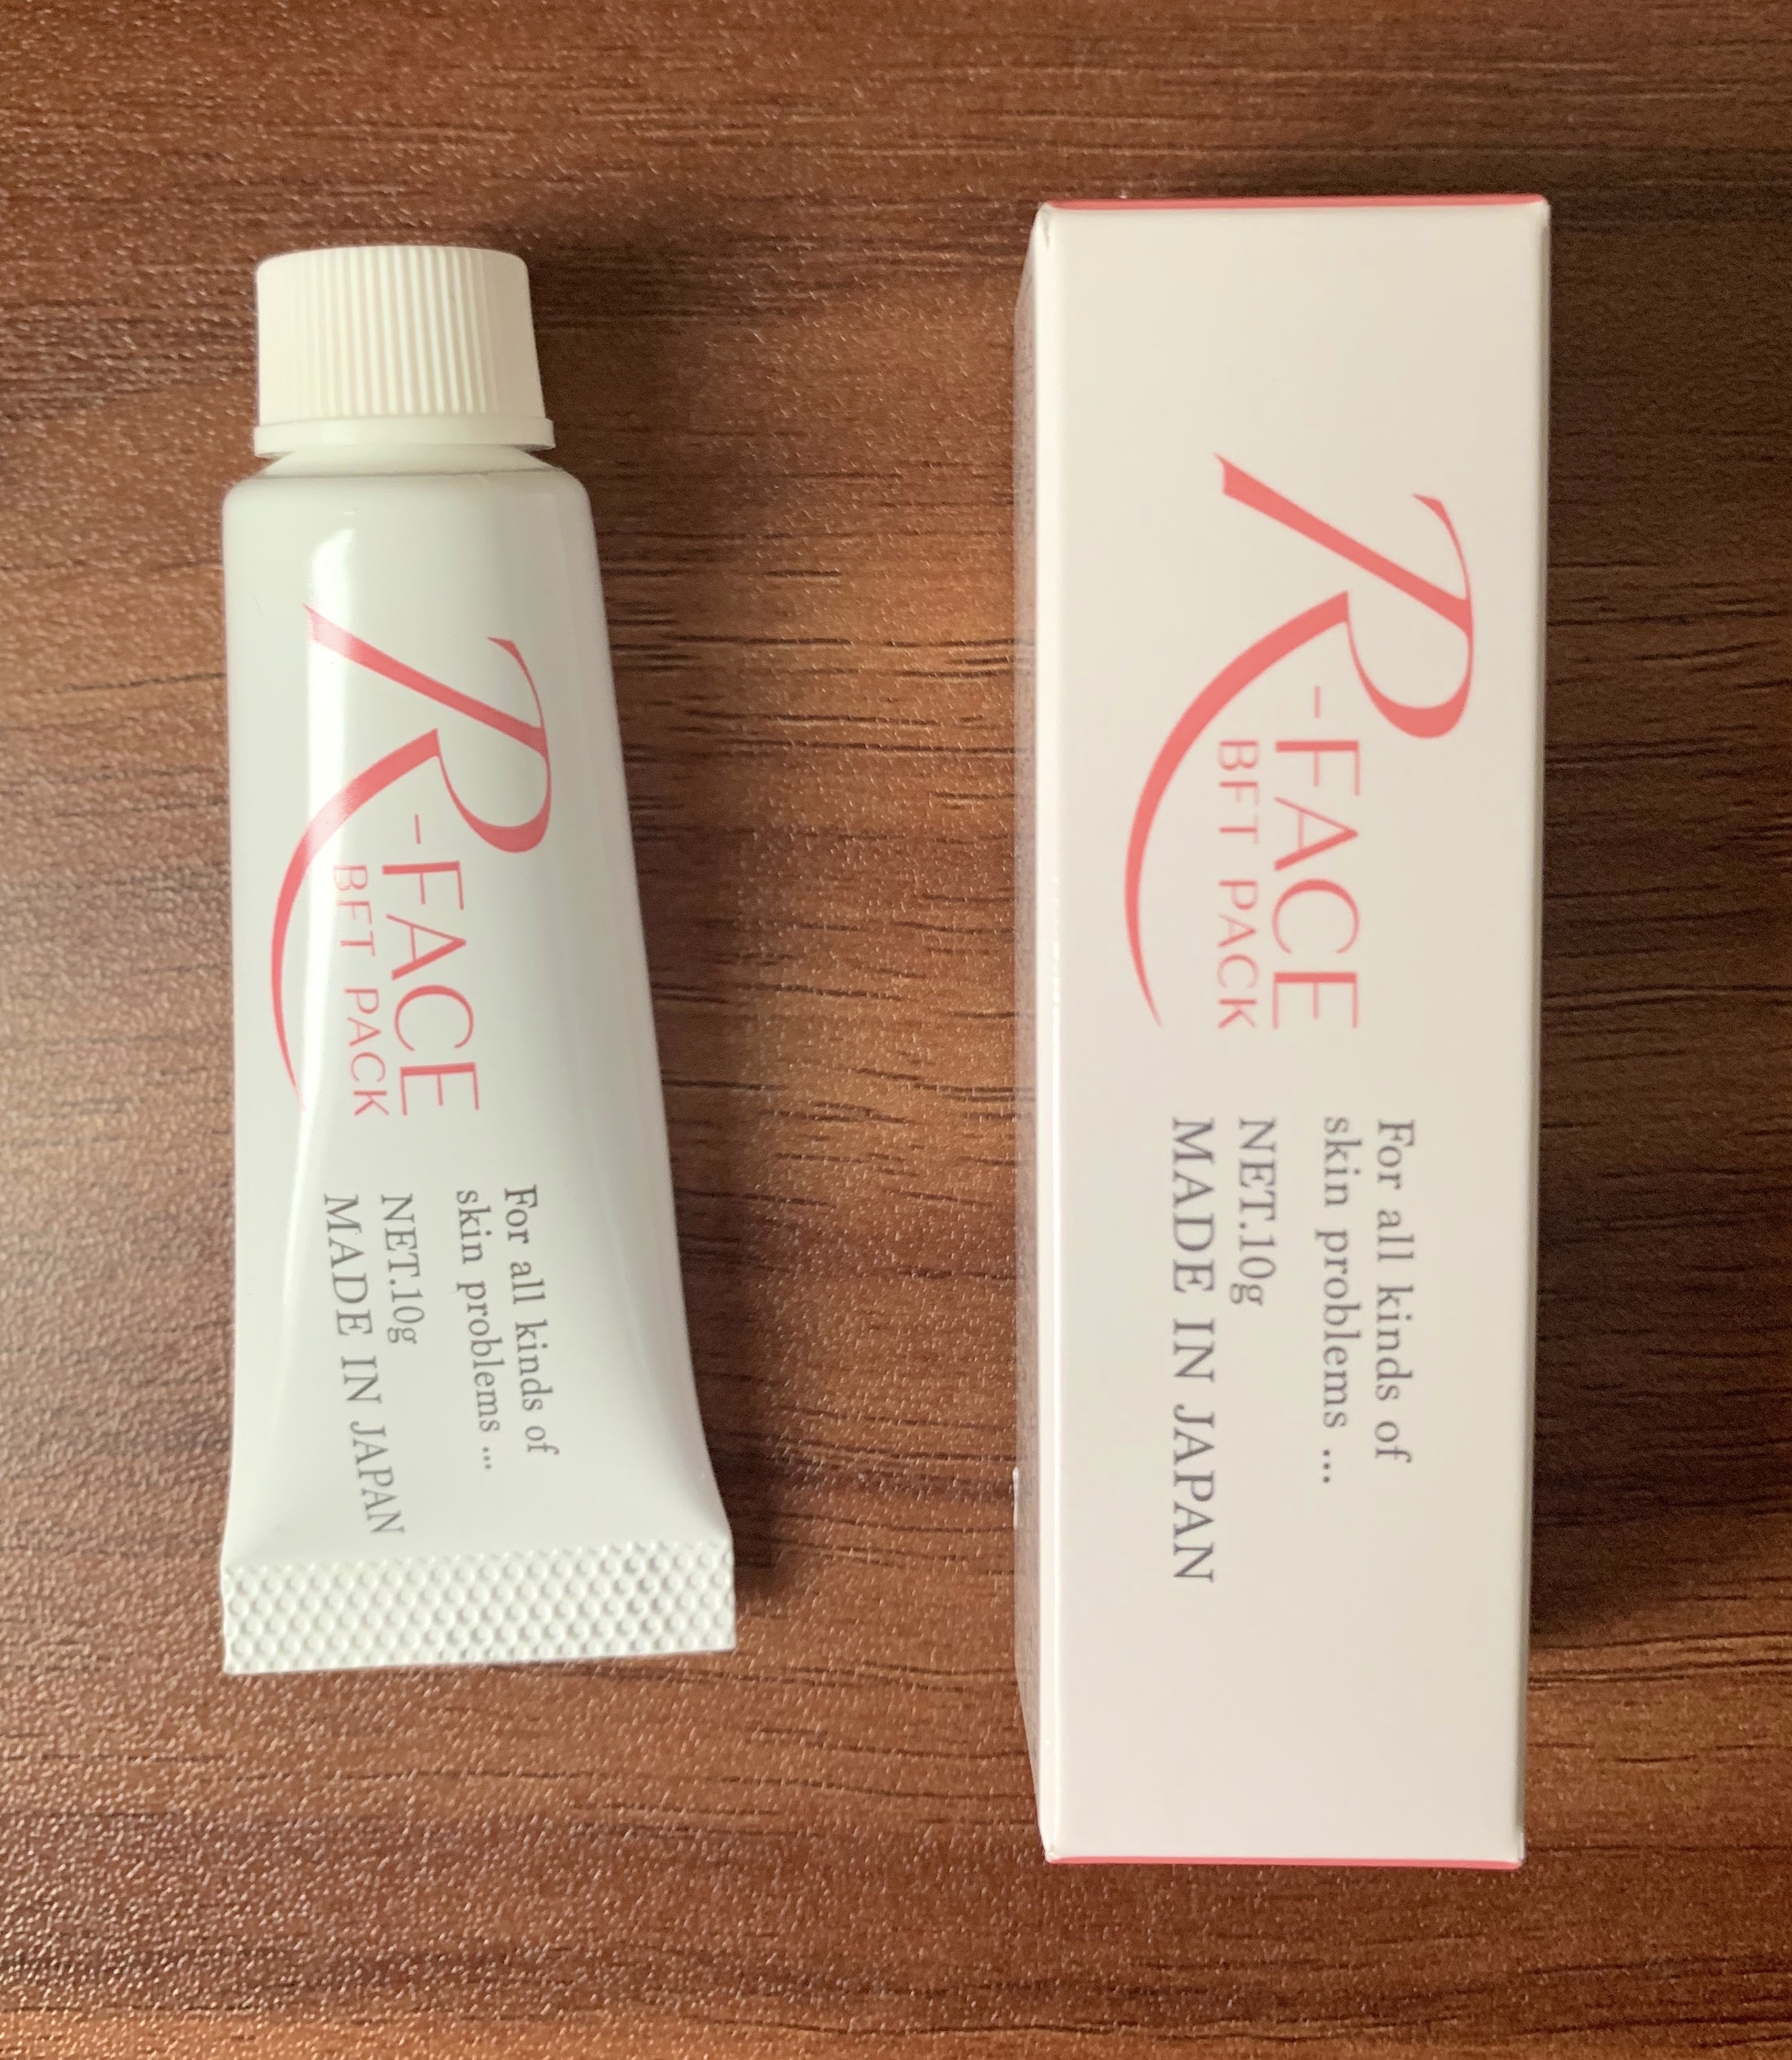 R-FACE
BFT PACK
For all kinds of
skin problems ...
NET.10g
MADE IN JAPAN
R-FACE
BFT PACK
For all kinds of
skin problems ...
NET.10g
MADE IN JAPAN